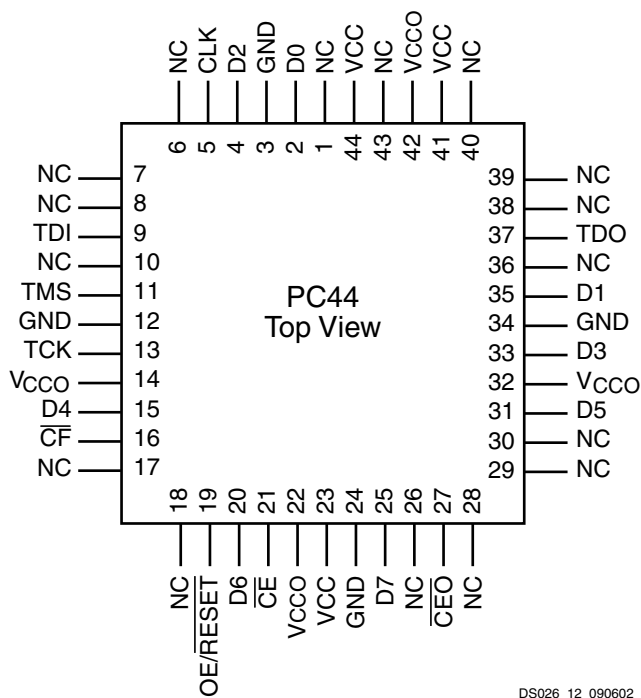 NC CLK D2 GND D0 NC VCC NC VCCO VCC NC
6 5 4 3 2 1 44 43 42 41 40
NC 7
NC 8
TDI 9
NC 10
TMS 11
GND 12
TCK 13
VCCO 14
D4 15
CF 16
NC 17
PC44
Top View
39 NC
38 NC
37 TDO
36 NC
35 D1
34 GND
33 D3
32 VCCO
31 D5
30 NC
29 NC
18 19 20 21 22 23 24 25 26 27 28
NC OE/RESET D6 CE VCCO VCC GND D7 NC CEO NC
DS026_12_090602